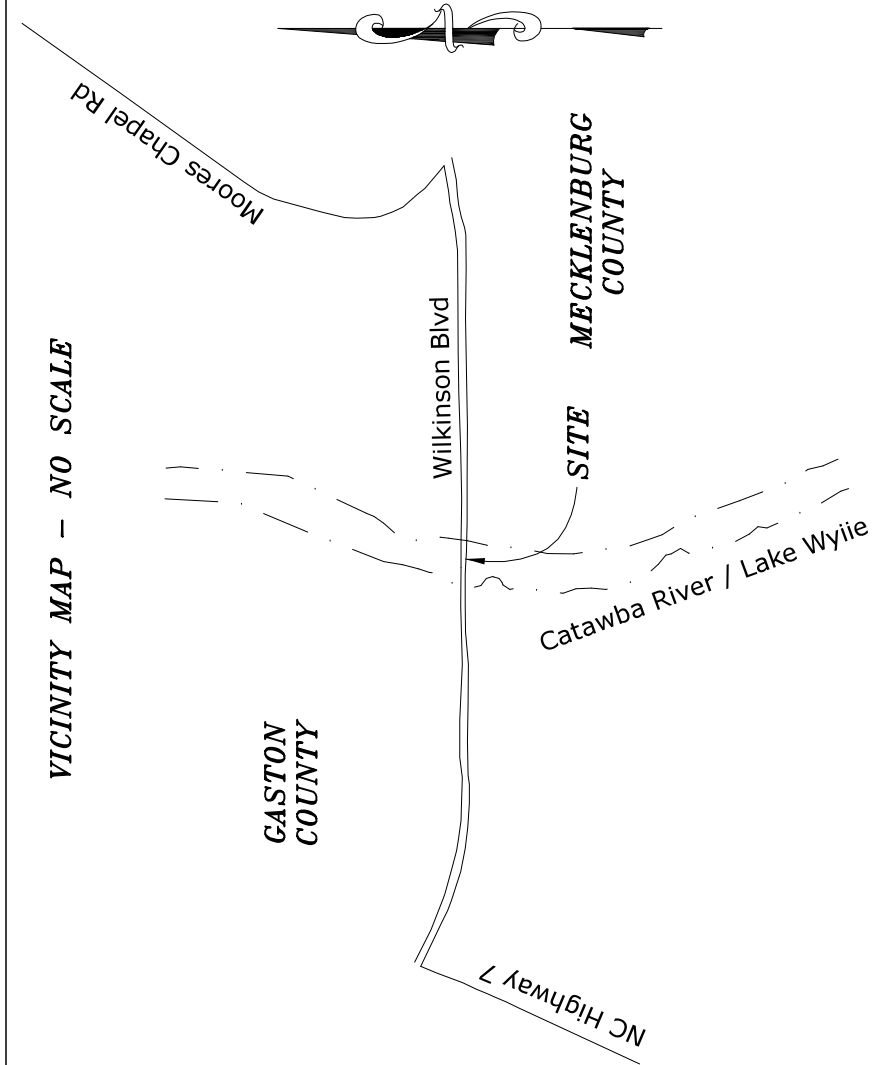 VICINITY MAP - NO SCALE
Moores Chapel Rd
N
MECKLENBURG
COUNTY
Wilkinson Blvd
SITE
Catawba River / Lake Wyiie
GASTON
COUNTY
NC Highway 7